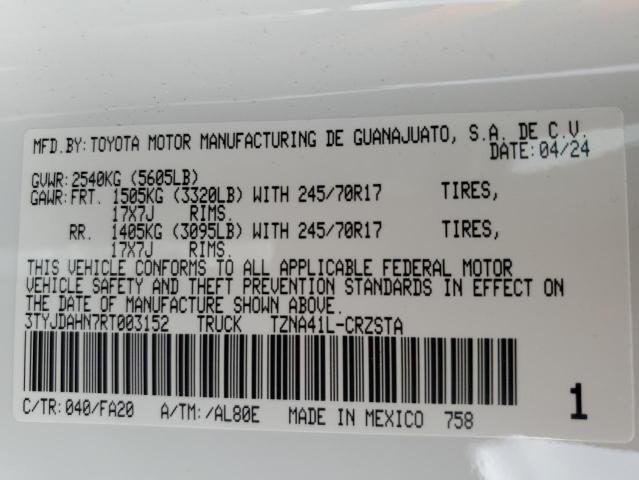 MFD.BY:TOYOTA MOTOR MANUFACTURING DE GUANAJUATO, S.A. DE C.V.
DATE:04/24
GVWR:2540KG (5605LB)
GAWR:FRT. 1505KG (3320LB) WITH 245/70R17 TIRES,
17X7J RIMS.
RR. 1405KG (3095LB) WITH 245/70R17 TIRES,
17X7J RIMS.
THIS VEHICLE CONFORMS TO ALL APPLICABLE FEDERAL MOTOR
VEHICLE SAFETY AND THEFT PREVENTION STANDARDS IN EFFECT ON
THE DATE OF MANUFACTURE SHOWN ABOVE.
3TYJDAHN7RT003152 TRUCK TZNA41L-CRZSTA
C/TR:040/FA20 A/TM:/AL80E MADE IN MEXICO 758 1